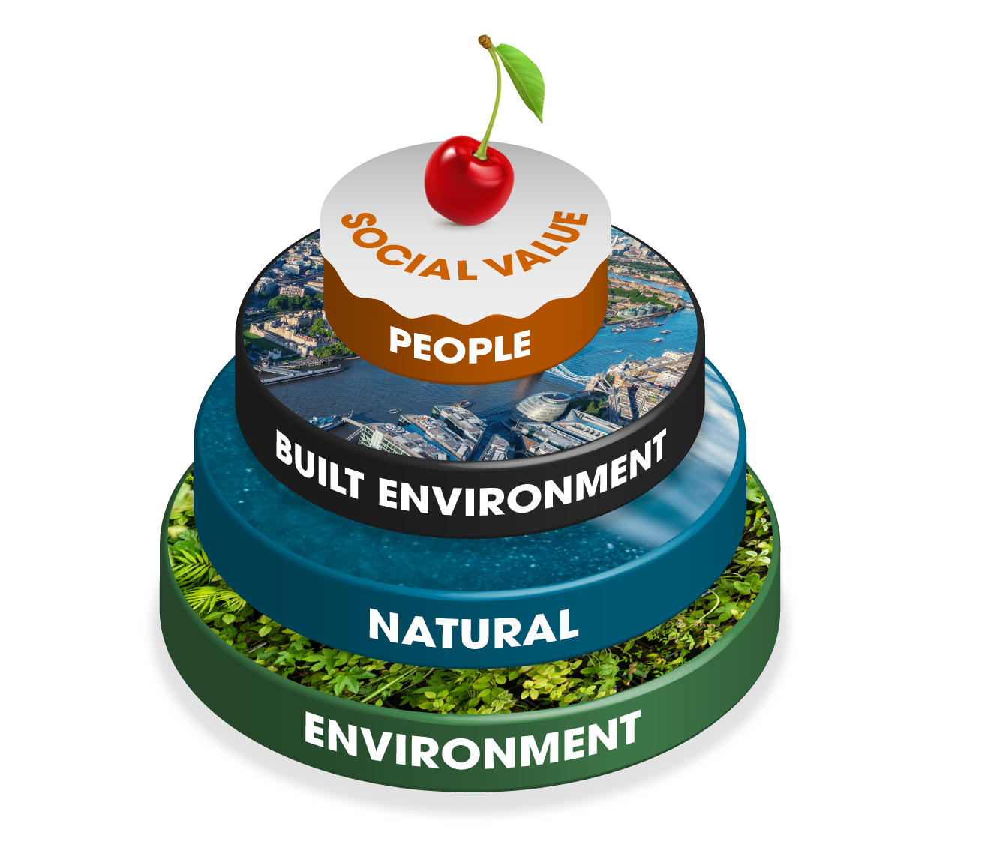 SOCIAL VALUE
PEOPLE
BUILT ENVIRONMENT
NATURAL
ENVIRONMENT